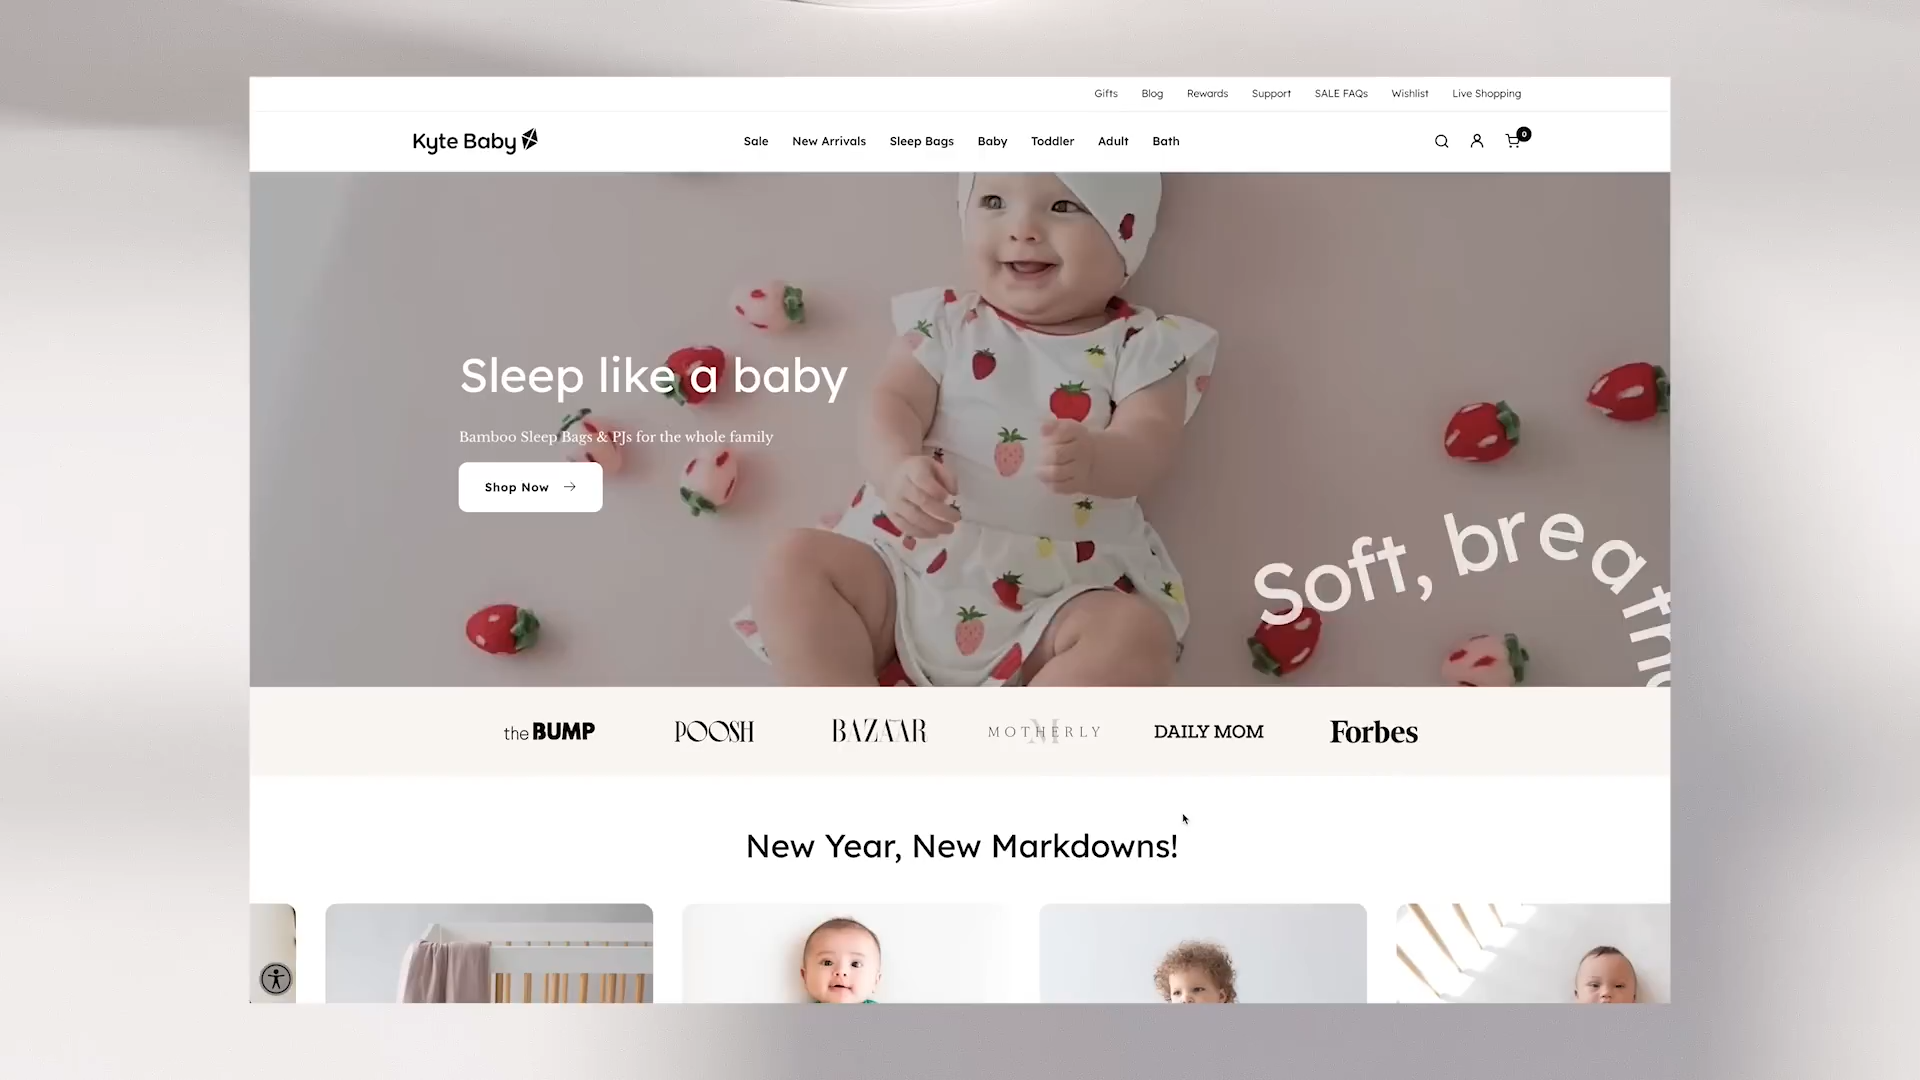 Gifts Blog Rewards Support SALE FAQs Wishlist Live Shopping
Kyte Baby
Sale New Arrivals Sleep Bags Baby Toddler Adult Bath
0
Sleep like a baby
Bamboo Sleep Bags & PJs for the whole family
Shop Now
Soft, breath
the BUMP
POOSH
BAZAAR
MOTHERLY
M
DAILY MOM
Forbes
New Year, New Markdowns!